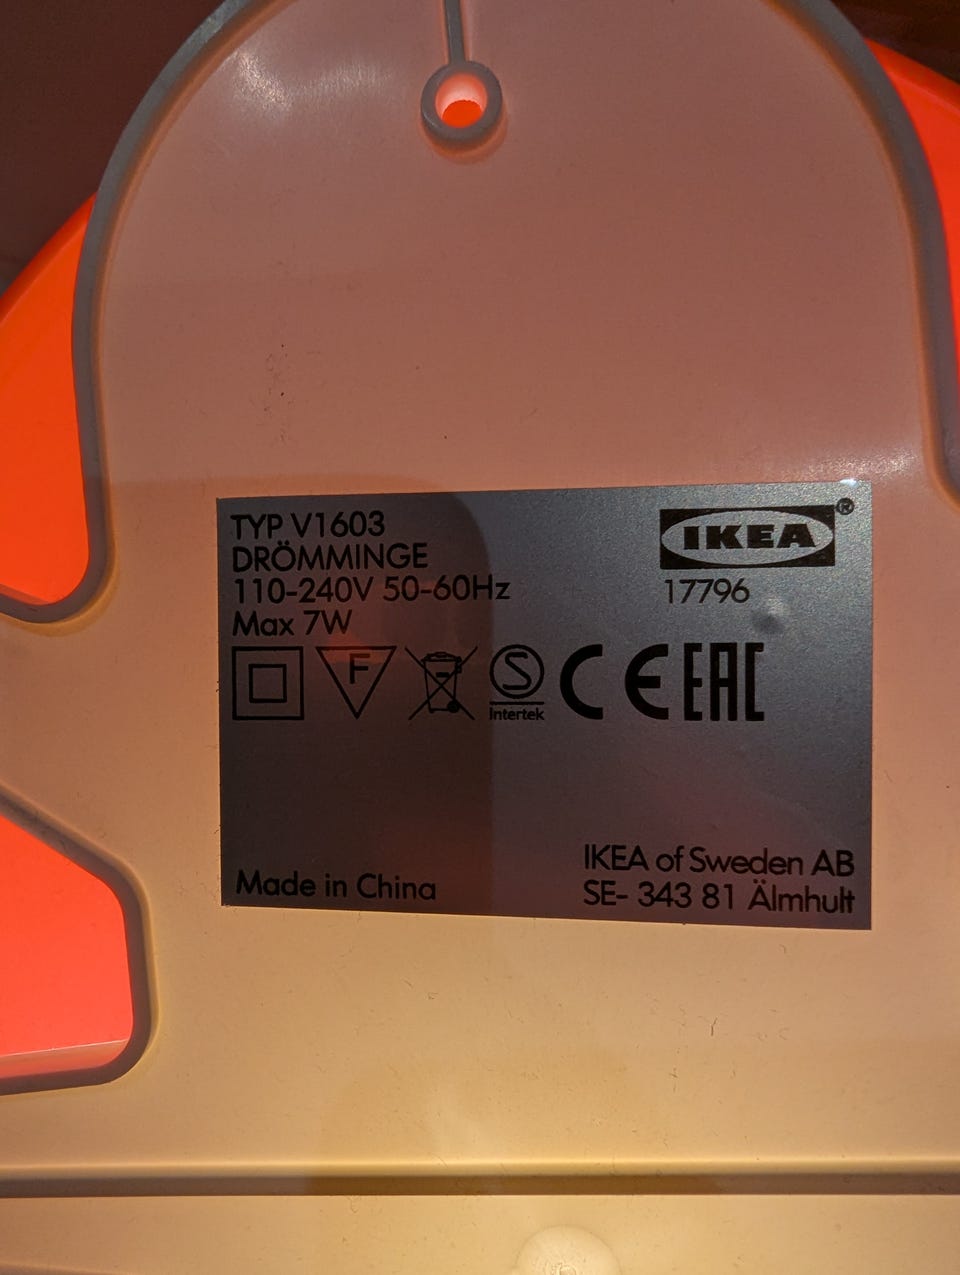 TYP V1603
DRÖMMINGE
110-240V 50-60Hz
Max 7W
IKEA ®
17796
F
S
Intertek
CE EAC
Made in China
IKEA of Sweden AB
SE- 343 81 Älmhult